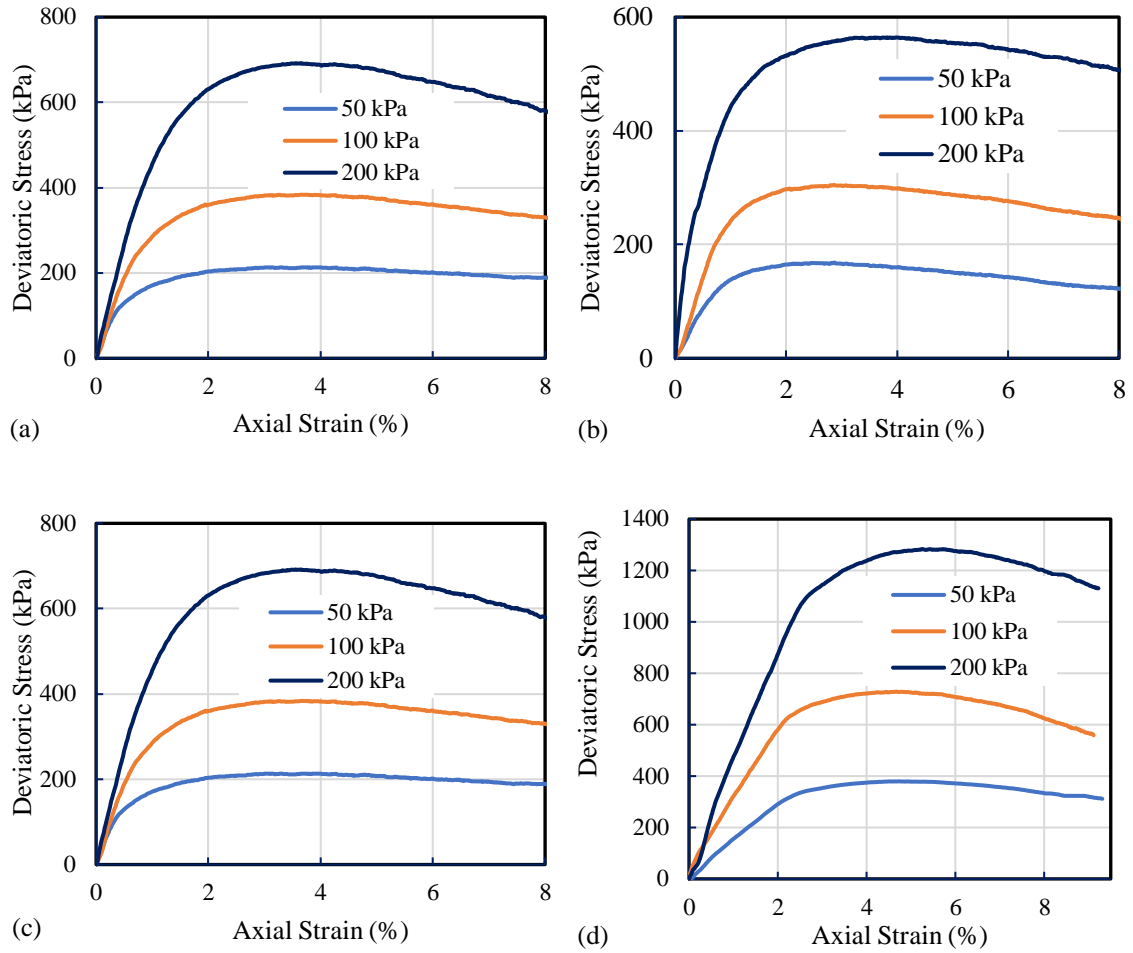 Deviatoric Stress (kPa)
800
600
400
200
0
50 kPa
100 kPa
200 kPa
0 2 4 6 8
Axial Strain (%)
(a)
Deviatoric Stress (kPa)
600
400
200
0
50 kPa
100 kPa
200 kPa
0 2 4 6 8
Axial Strain (%)
(b)
Deviatoric Stress (kPa)
800
600
400
200
0
50 kPa
100 kPa
200 kPa
0 2 4 6 8
Axial Strain (%)
(c)
Deviatoric Stress (kPa)
1400
1200
1000
800
600
400
200
0
50 kPa
100 kPa
200 kPa
0 2 4 6 8
Axial Strain (%)
(d)